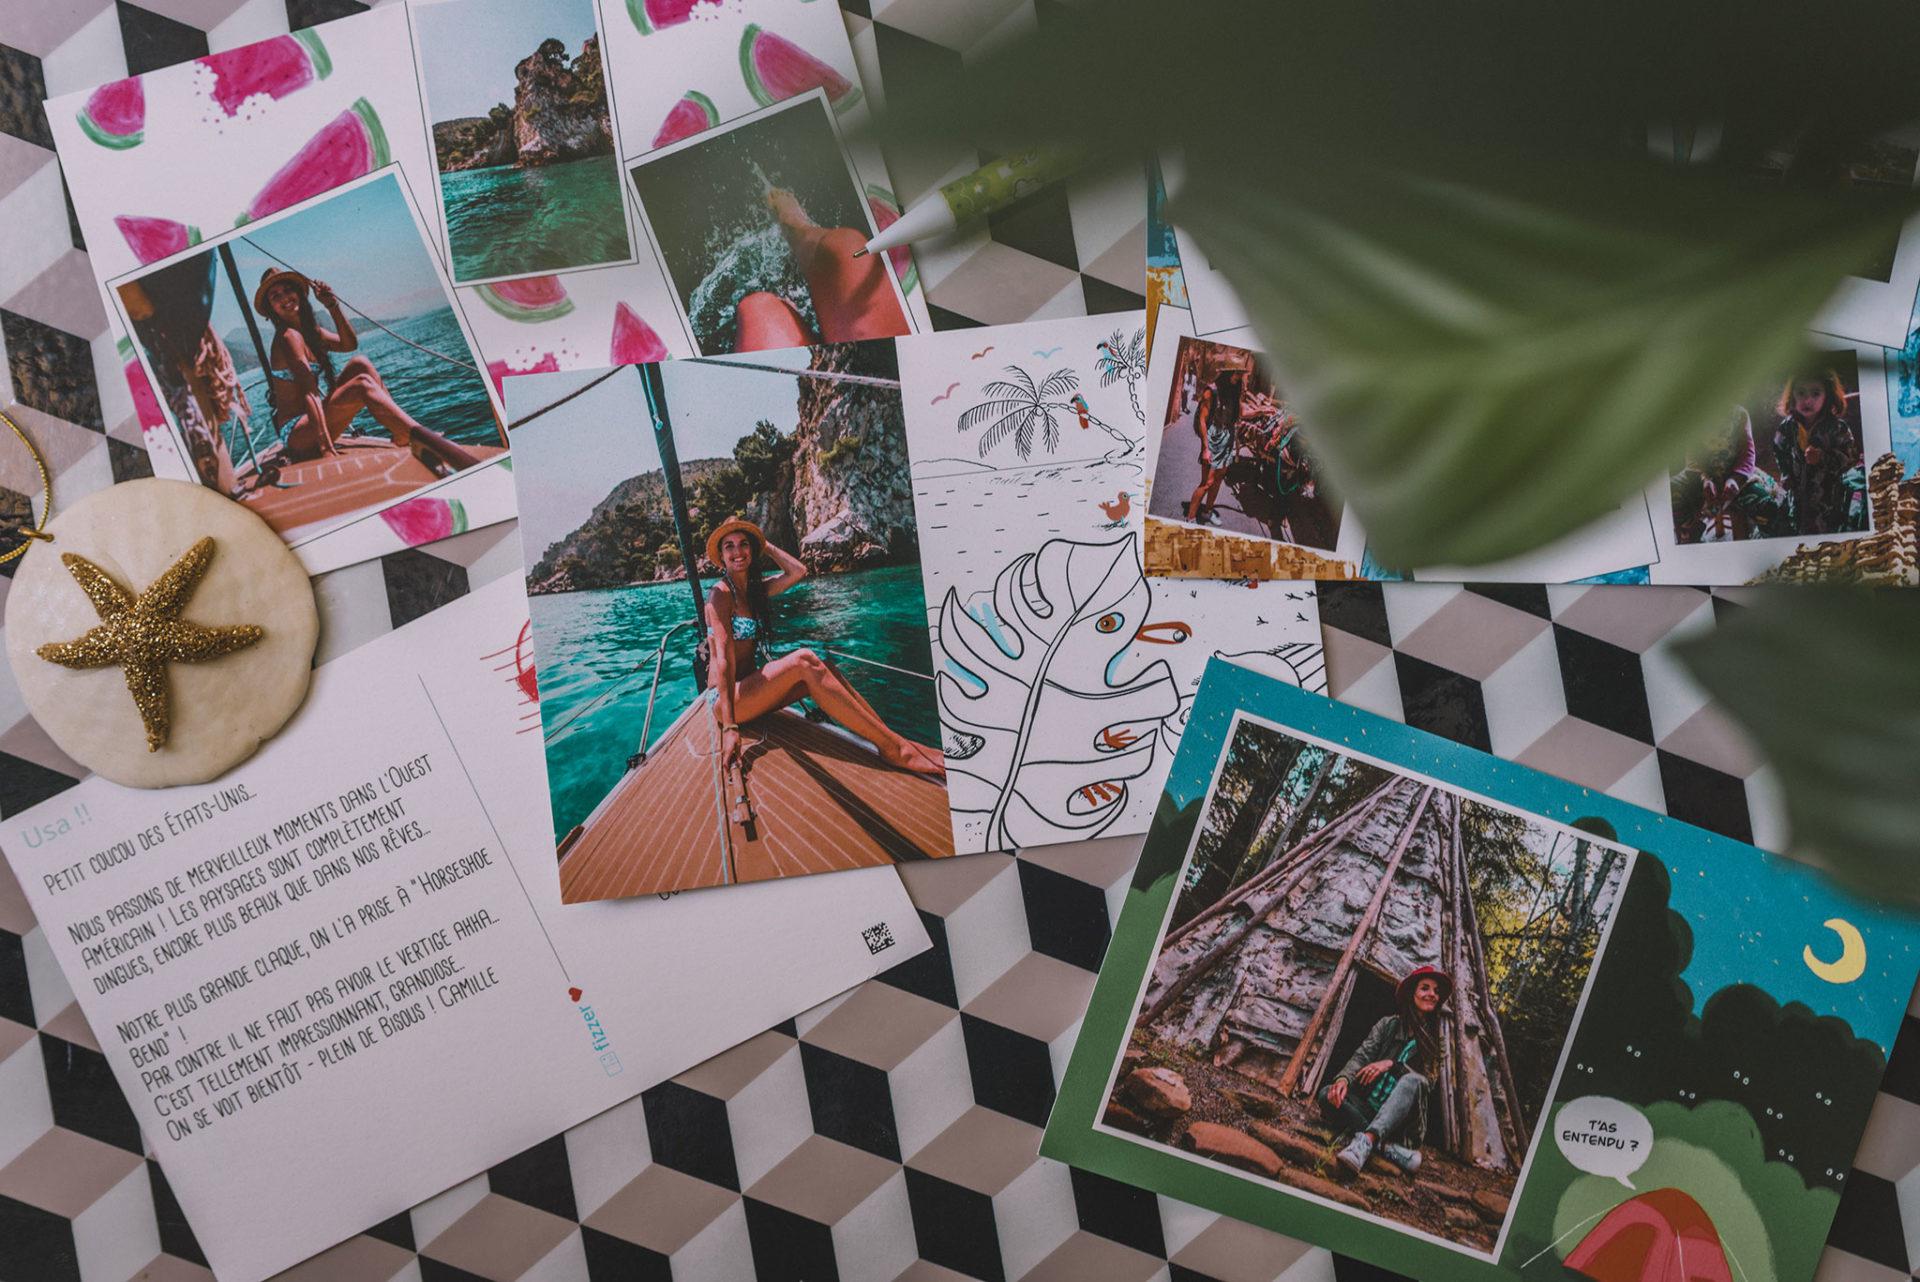 Usa !!
Petit coucou des États-Unis...
Nous passons de merveilleux moments dans l'Ouest
Américain ! Les paysages sont complètement
dingues, encore plus beaux que dans nos rêves...
Notre plus grande claque, on l'a prise à "Horseshoe
Bend" !
Par contre il ne faut pas avoir le vertige ahha...
C'est tellement impressionnant, grandiose...
On se voit bientôt - plein de Bisous ! Camille
fizzer
T'AS
ENTENDU ?